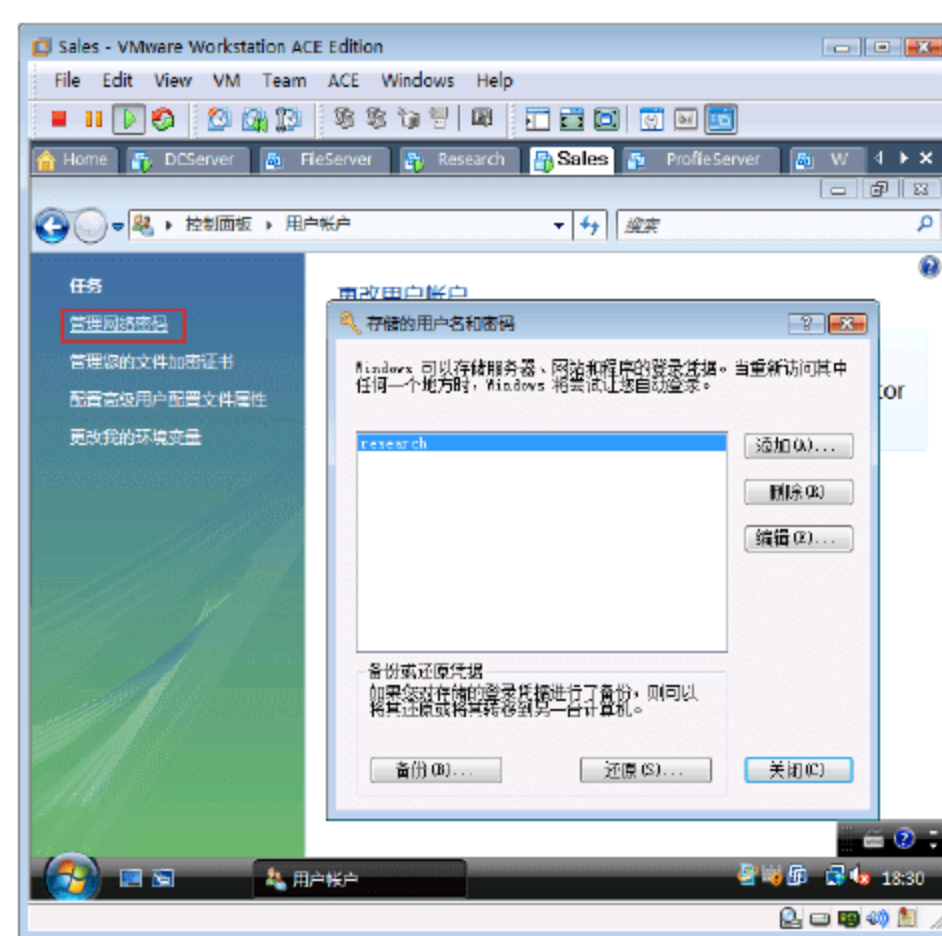 Sales - VMware Workstation ACE Edition
File Edit View VM Team ACE Windows Help
Home DCServer FileServer Research Sales ProfileServer W
控制面板 用户帐户 搜索
任务
更改用户帐户
管理网络密码
存储的用户名和密码
管理您的文件加密证书
Windows 可以存储服务器、网站和程序的登录凭据。当重新访问其中
任何一个地方时，Windows 将尝试让您自动登录。
tor
配置高级用户配置文件属性
更改我的环境变量
research
添加(A)...
删除(R)
编辑(E)...
备份或还原凭据
如果您对存储的登录凭据进行了备份，则可以
将其还原或将其转移到另一台计算机。
备份(B)... 还原(S)... 关闭(C)
用户帐户 18:30